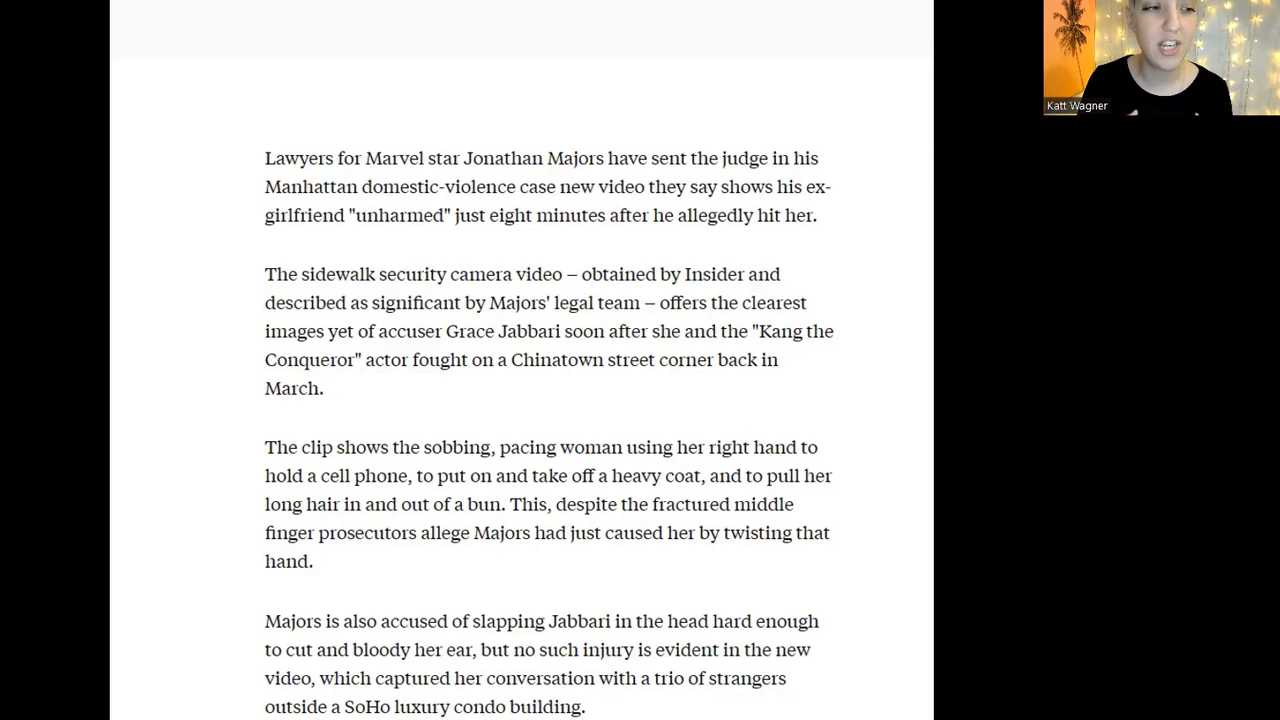 Katt Wagner
Lawyers for Marvel star Jonathan Majors have sent the judge in his
Manhattan domestic-violence case new video they say shows his ex-
girlfriend "unharmed" just eight minutes after he allegedly hit her.
The sidewalk security camera video – obtained by Insider and
described as significant by Majors' legal team – offers the clearest
images yet of accuser Grace Jabbari soon after she and the "Kang the
Conqueror" actor fought on a Chinatown street corner back in
March.
The clip shows the sobbing, pacing woman using her right hand to
hold a cell phone, to put on and take off a heavy coat, and to pull her
long hair in and out of a bun. This, despite the fractured middle
finger prosecutors allege Majors had just caused her by twisting that
hand.
Majors is also accused of slapping Jabbari in the head hard enough
to cut and bloody her ear, but no such injury is evident in the new
video, which captured her conversation with a trio of strangers
outside a SoHo luxury condo building.